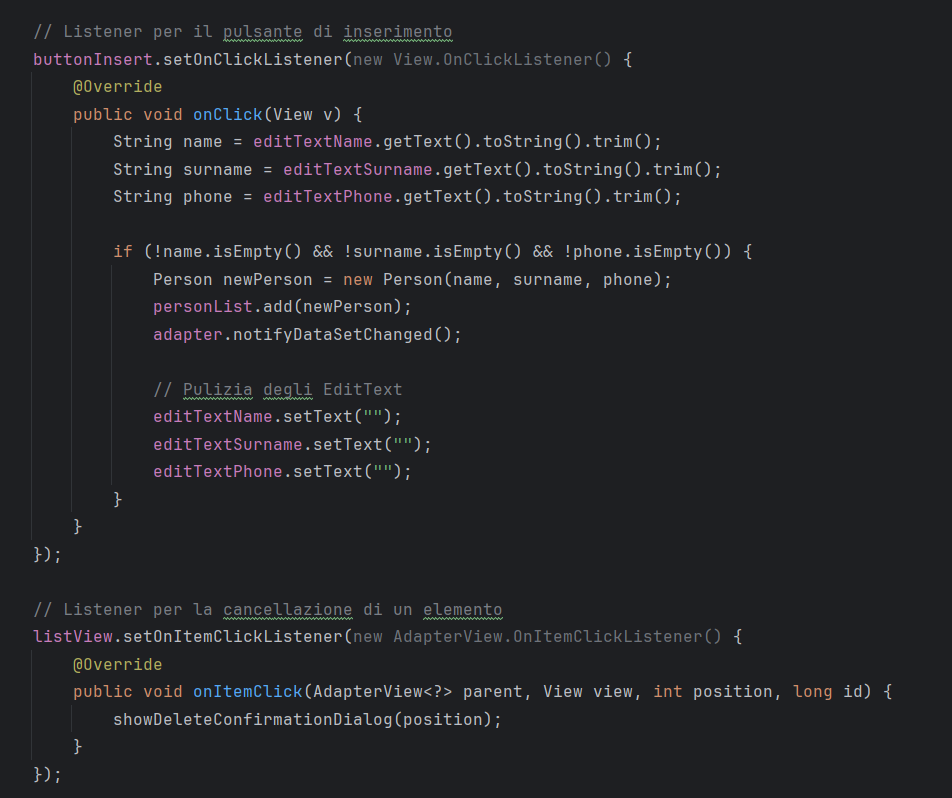 // Listener per il pulsante di inserimento
buttonInsert.setOnClickListener(new View.OnClickListener() {
    @Override
    public void onClick(View v) {
        String name = editTextName.getText().toString().trim();
        String surname = editTextSurname.getText().toString().trim();
        String phone = editTextPhone.getText().toString().trim();

        if (!name.isEmpty() && !surname.isEmpty() && !phone.isEmpty()) {
            Person newPerson = new Person(name, surname, phone);
            personList.add(newPerson);
            adapter.notifyDataSetChanged();

            // Pulizia degli EditText
            editTextName.setText("");
            editTextSurname.setText("");
            editTextPhone.setText("");
        }
    }
});

// Listener per la cancellazione di un elemento
listView.setOnItemClickListener(new AdapterView.OnItemClickListener() {
    @Override
    public void onItemClick(AdapterView<?> parent, View view, int position, long id) {
        showDeleteConfirmationDialog(position);
    }
});